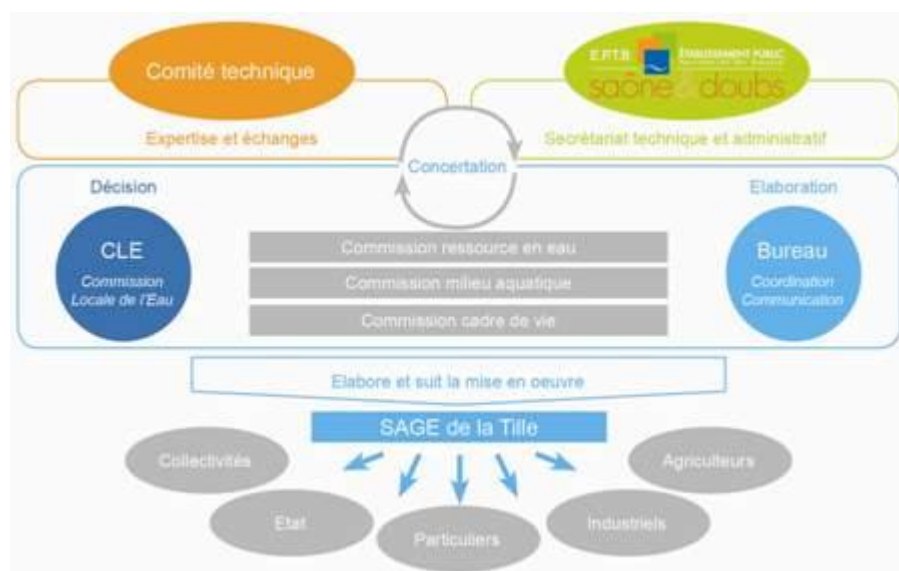 Comité technique
E.P.T.B. ÉTABLISSEMENT PUBLIC
saône doubs
Expertise et échanges
Secrétariat technique et administratif
Concertation
Décision
Elaboration
CLE
Commission
Locale de l'Eau
Commission ressource en eau
Commission milieu aquatique
Commission cadre de vie
Bureau
Coordination
Communication
Elabore et suit la mise en oeuvre
SAGE de la Tille
Collectivités
Agriculteurs
Etat
Industriels
Particuliers